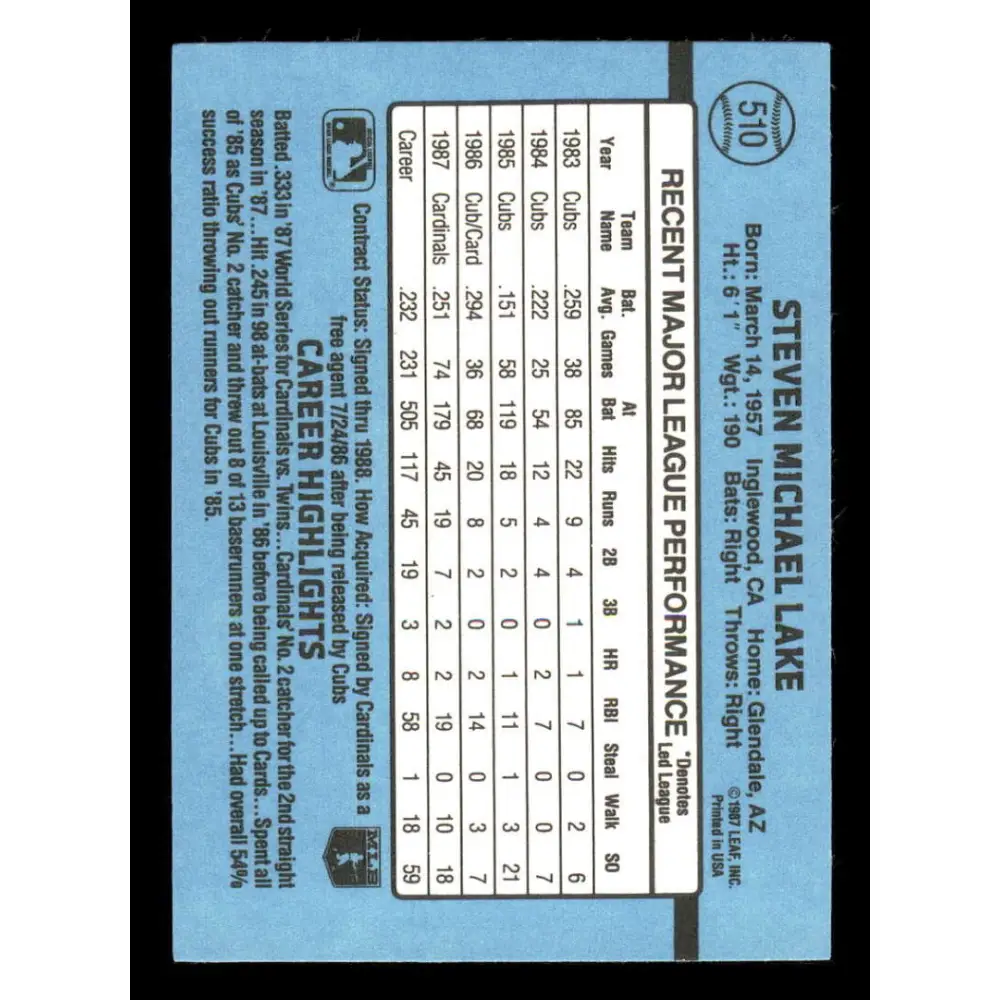 510
STEVEN MICHAEL LAKE
Born: March 14, 1957 Inglewood, CA Home: Glendale, AZ
Ht.: 6'1" Wgt.: 190 Bats: Right Throws: Right
©1987 LEAF, INC.
Printed in USA
RECENT MAJOR LEAGUE PERFORMANCE
*Denotes
Led League
Year Team Name Bat. Avg. Games At Bat Hits Runs 2B 3B HR RBI Steal Walk SO
1983 Cubs .259 38 85 22 9 4 1 1 7 0 2 6
1984 Cubs .222 25 54 12 4 4 0 2 7 0 0 7
1985 Cubs .151 58 119 18 5 2 0 1 11 1 3 21
1986 Cub/Card .294 36 68 20 8 2 0 2 14 0 3 7
1987 Cardinals .251 74 179 45 19 7 2 2 19 0 10 18
Career .232 231 505 117 45 19 3 8 58 1 18 59
Contract Status: Signed thru 1988. How Acquired: Signed by Cardinals as a
free agent 7/24/86 after being released by Cubs
MLB
CAREER HIGHLIGHTS
Batted .333 in '87 World Series for Cardinals vs. Twins...Cardinals' No. 2 catcher for the 2nd straight
season in '87...Hit .245 in 98 at-bats at Louisville in '86 before being called up to Cards...Spent all
of '85 as Cubs' No. 2 catcher and threw out 8 of 13 baserunners at one stretch...Had overall 54%
success ratio throwing out runners for Cubs in '85.